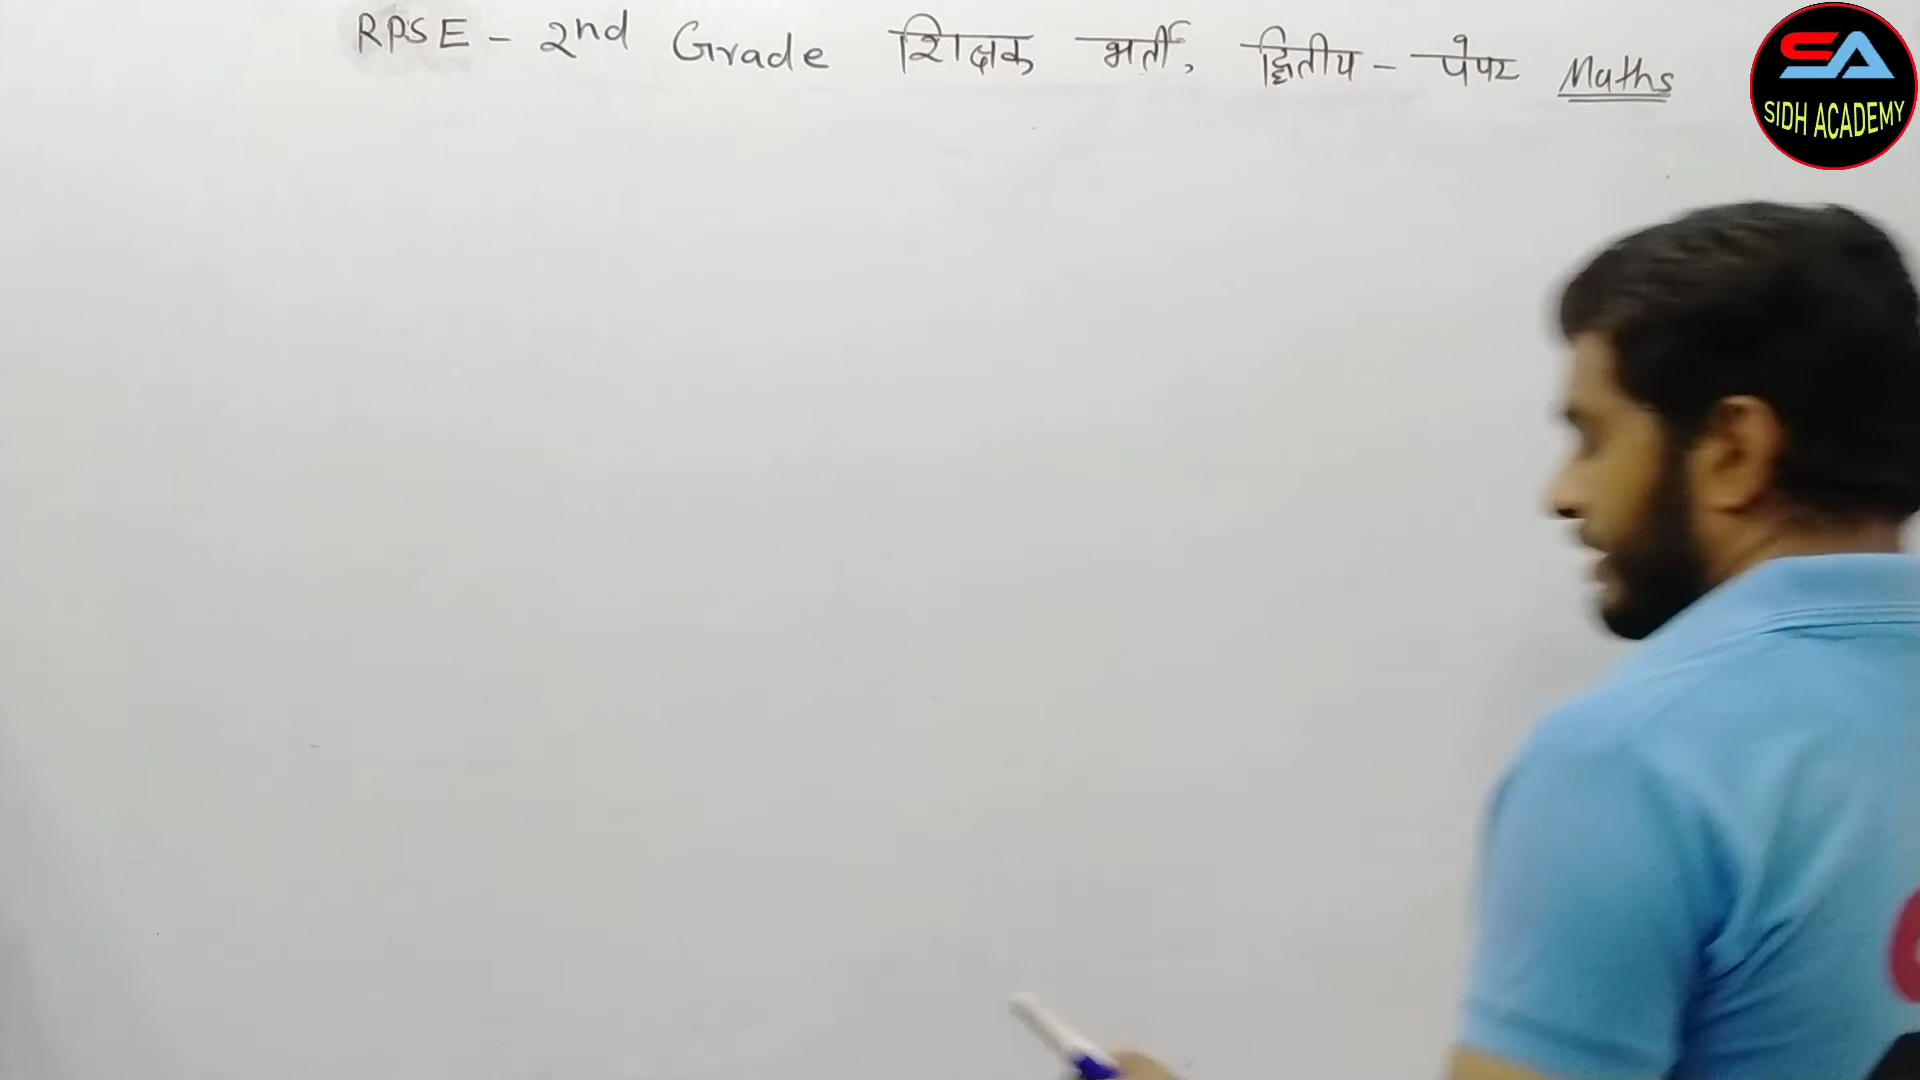 RPSE - 2nd Grade शिक्षक भर्ती, द्वितीय - पेपर Maths
SA
SIDH ACADEMY